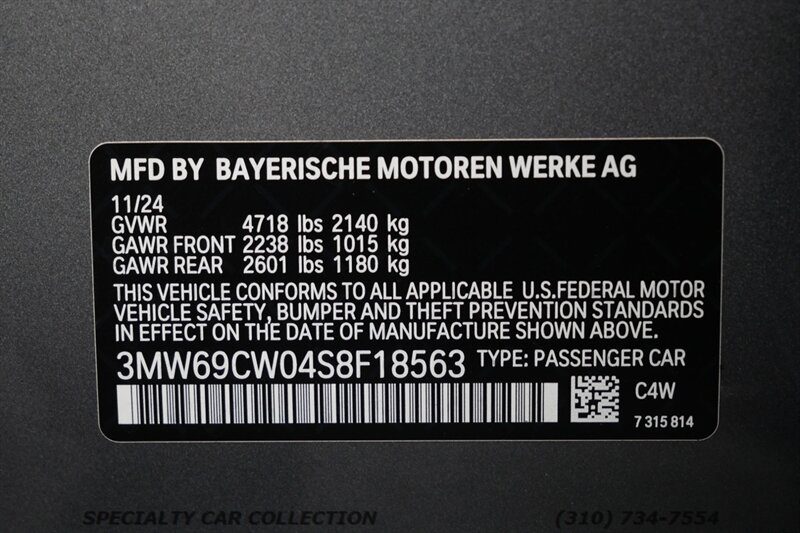 MFD BY BAYERISCHE MOTOREN WERKE AG
11/24
GVWR 4718 lbs 2140 kg
GAWR FRONT 2238 lbs 1015 kg
GAWR REAR 2601 lbs 1180 kg
THIS VEHICLE CONFORMS TO ALL APPLICABLE U.S.FEDERAL MOTOR
VEHICLE SAFETY, BUMPER AND THEFT PREVENTION STANDARDS
IN EFFECT ON THE DATE OF MANUFACTURE SHOWN ABOVE.
3MW69CW04S8F18563 TYPE: PASSENGER CAR
C4W
7 315 814
SPECIALTY CAR COLLECTION (310) 734-7554